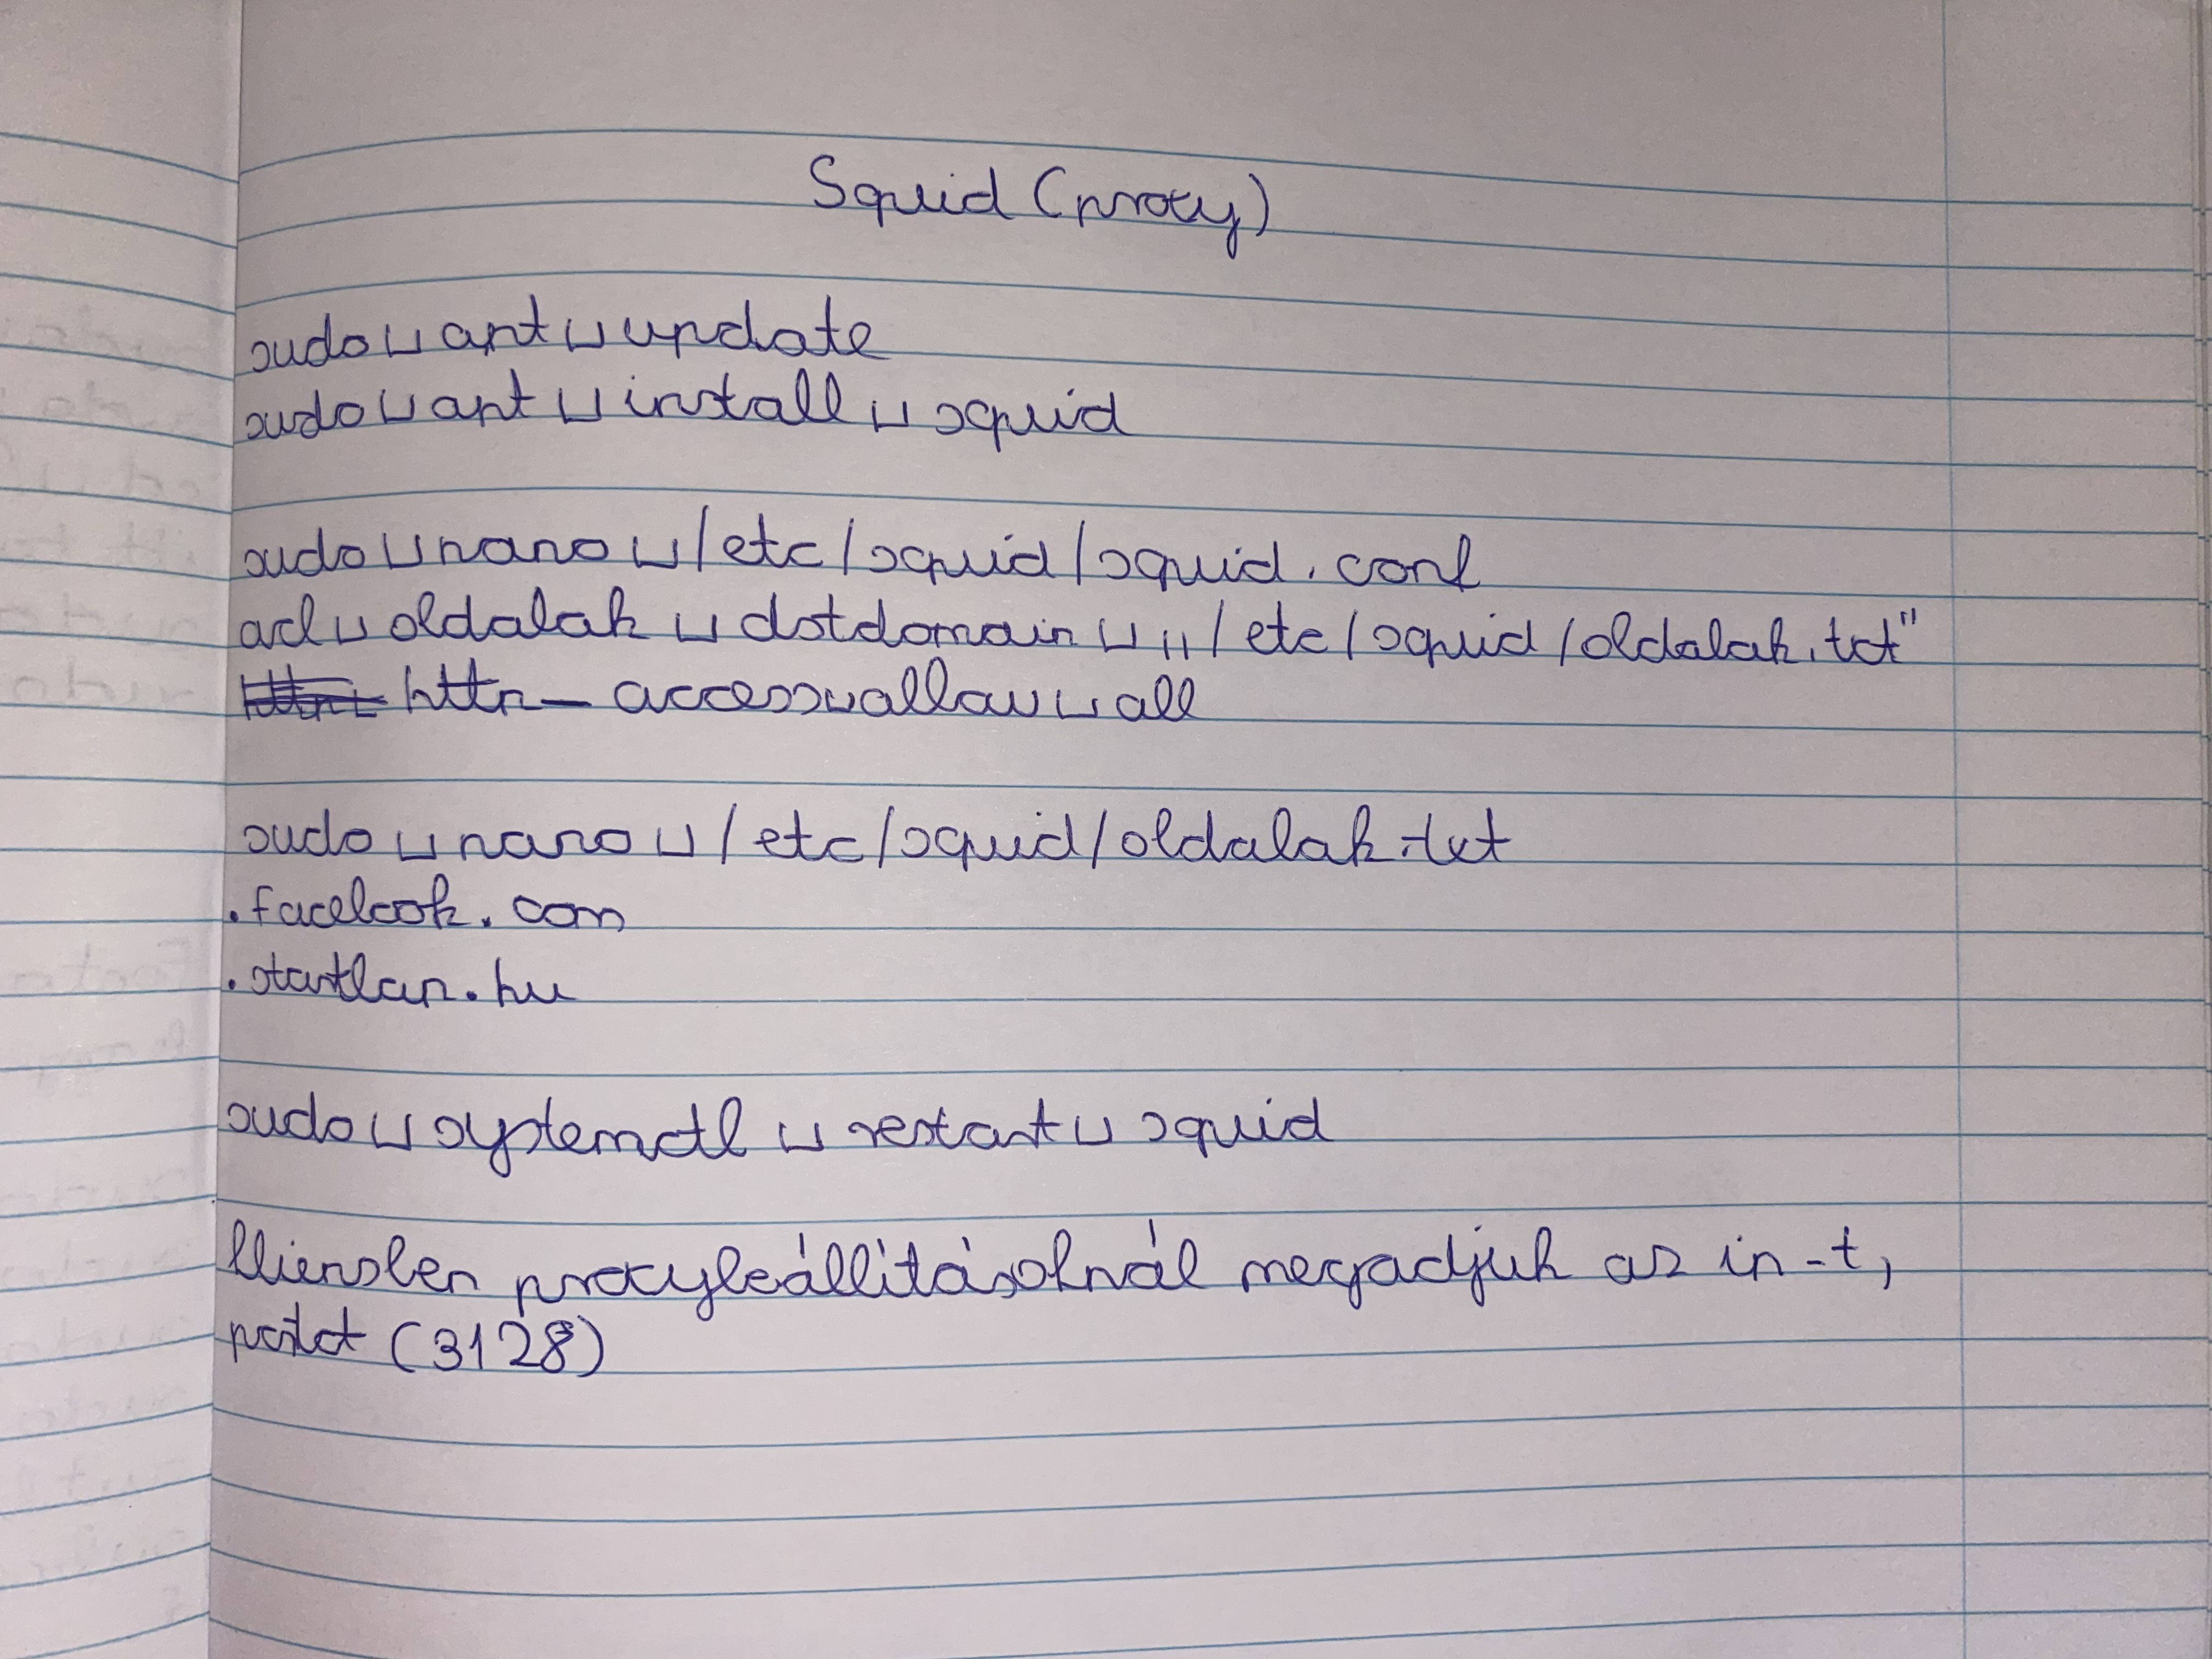 Squid (proxy)
sudo ␣ apt ␣ update
sudo ␣ apt ␣ install ␣ squid
sudo ␣ nano ␣ /etc/squid/squid.conf
acl ␣ oldalak ␣ dstdomain ␣ "/etc/squid/oldalak.txt"
http_access ␣ allow ␣ all
sudo ␣ nano ␣ /etc/squid/oldalak.txt
.facebook.com
.startlap.hu
sudo ␣ systemctl ␣ restart ␣ squid
kliensben proxybeállításoknál megadjuk az ip-t,
portot (3128)